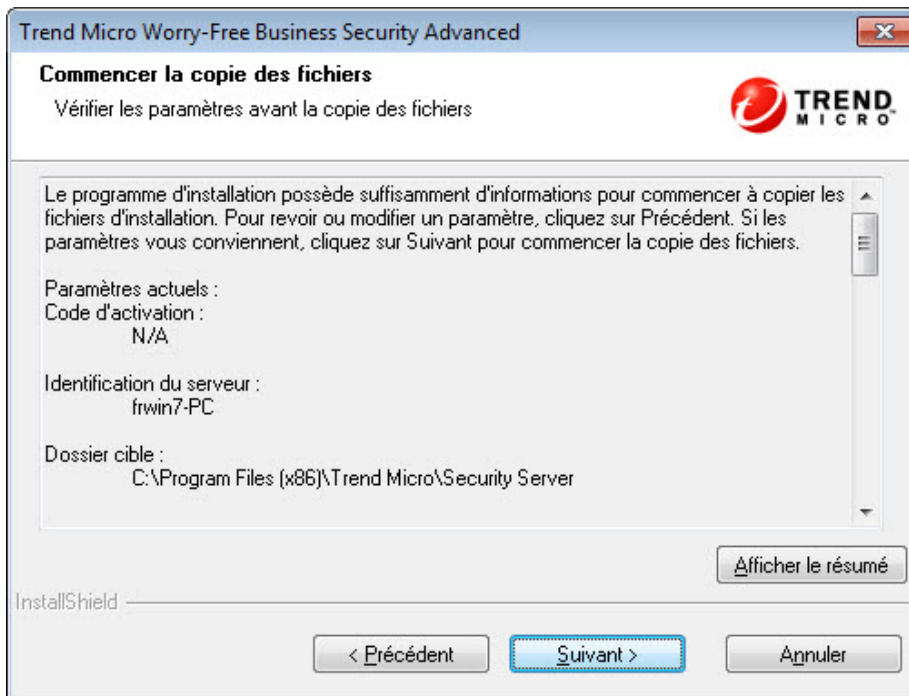 Trend Micro Worry-Free Business Security Advanced
Commencer la copie des fichiers
Vérifier les paramètres avant la copie des fichiers
TREND
MICRO
Le programme d'installation possède suffisamment d'informations pour commencer à copier les
fichiers d'installation. Pour revoir ou modifier un paramètre, cliquez sur Précédent. Si les
paramètres vous conviennent, cliquez sur Suivant pour commencer la copie des fichiers.
Paramètres actuels :
Code d'activation :
N/A
Identification du serveur :
frwin7-PC
Dossier cible :
C:\Program Files (x86)\Trend Micro\Security Server
Afficher le résumé
InstallShield
< Précédent
Suivant >
Annuler